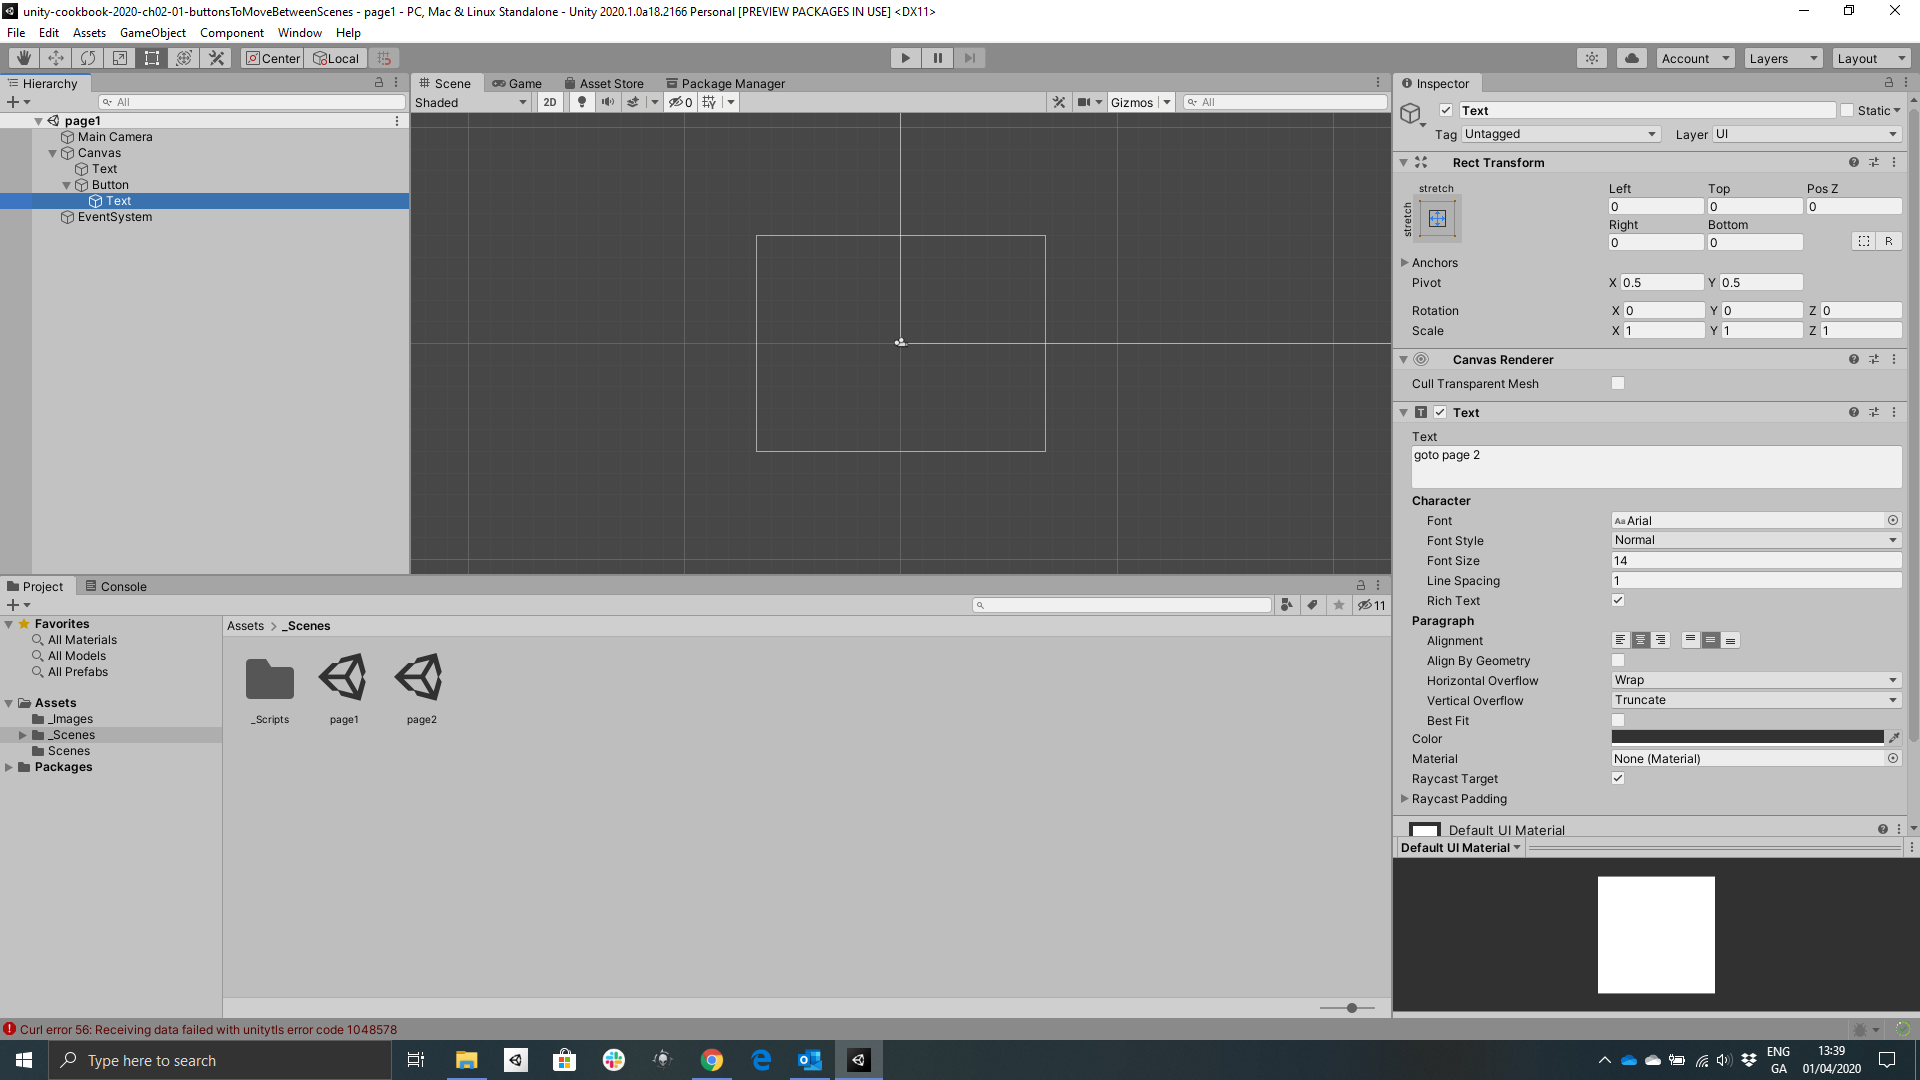 unity-cookbook-2020-ch02-01-buttonsToMoveBetweenScenes - page1 - PC, Mac & Linux Standalone - Unity 2020.1.0a18.2166 Personal [PREVIEW PACKAGES IN USE] <DX11>
File Edit Assets GameObject Component Window Help
Center Local Account Layers Layout
Hierarchy
All
page1
Main Camera
Canvas
Text
Button
Text
EventSystem
Scene Game Asset Store Package Manager
Shaded 2D 0 Gizmos All
Inspector
Text Static
Tag Untagged Layer UI
Rect Transform
stretch Left Top Pos Z
stretch
0 0 0
Right Bottom
0 0 R
Anchors
Pivot X 0.5 Y 0.5
Rotation X 0 Y 0 Z 0
Scale X 1 Y 1 Z 1
Canvas Renderer
Cull Transparent Mesh
Text
Text
goto page 2
Character
Font Aa Arial
Font Style Normal
Font Size 14
Line Spacing 1
Rich Text
Paragraph
Alignment
Align By Geometry
Horizontal Overflow Wrap
Vertical Overflow Truncate
Best Fit
Color
Material None (Material)
Raycast Target
Raycast Padding
Default UI Material
Default UI Material
Project Console
11
Favorites
All Materials
All Models
All Prefabs
Assets
_Images
_Scenes
Scenes
Packages
Assets > _Scenes
_Scripts page1 page2
Curl error 56: Receiving data failed with unitytls error code 1048578
Type here to search
ENG
GA
13:39
01/04/2020